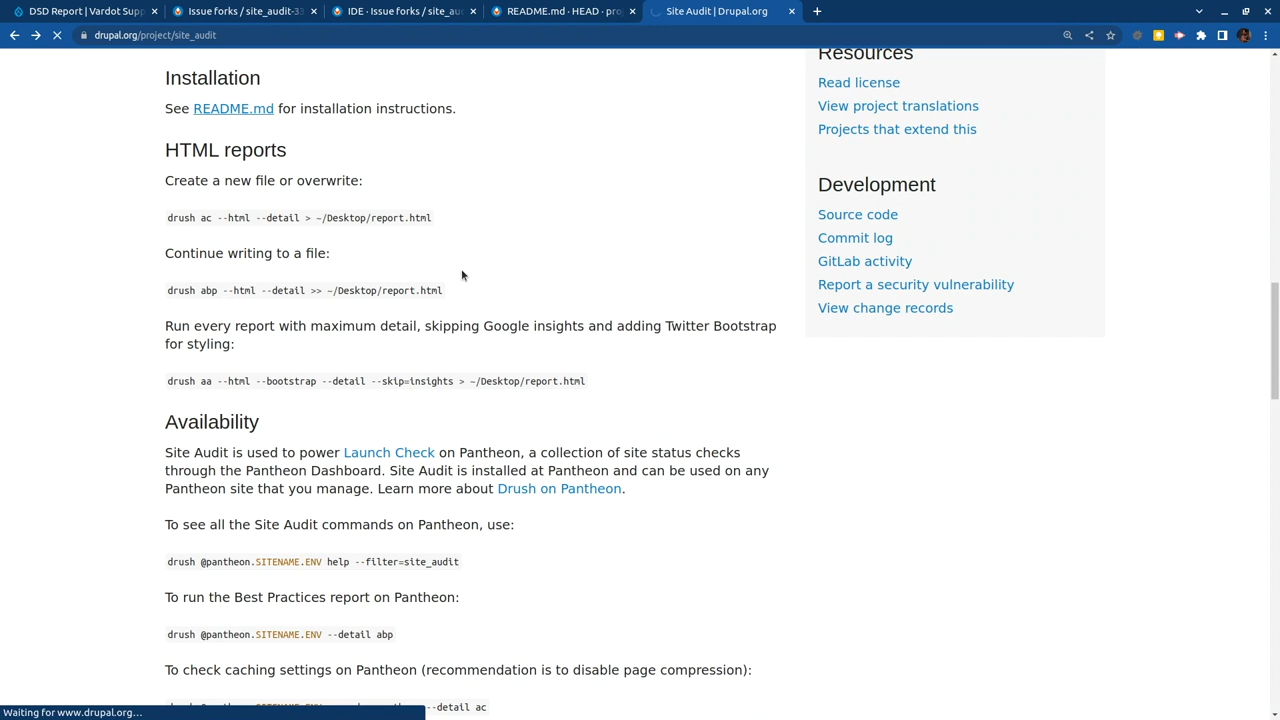 DSD Report | Vardot Supp
Issue forks / site_audit-33
IDE · Issue forks / site_au
README.md · HEAD · pro
Site Audit | Drupal.org
drupal.org/project/site_audit
Installation
See README.md for installation instructions.
HTML reports
Create a new file or overwrite:
drush ac --html --detail > ~/Desktop/report.html
Continue writing to a file:
drush abp --html --detail >> ~/Desktop/report.html
Run every report with maximum detail, skipping Google insights and adding Twitter Bootstrap
for styling:
drush aa --html --bootstrap --detail --skip=insights > ~/Desktop/report.html
Availability
Site Audit is used to power Launch Check on Pantheon, a collection of site status checks
through the Pantheon Dashboard. Site Audit is installed at Pantheon and can be used on any
Pantheon site that you manage. Learn more about Drush on Pantheon.
To see all the Site Audit commands on Pantheon, use:
drush @pantheon.SITENAME.ENV help --filter=site_audit
To run the Best Practices report on Pantheon:
drush @pantheon.SITENAME.ENV --detail abp
To check caching settings on Pantheon (recommendation is to disable page compression):
--detail ac
Resources
Read license
View project translations
Projects that extend this
Development
Source code
Commit log
GitLab activity
Report a security vulnerability
View change records
Waiting for www.drupal.org...